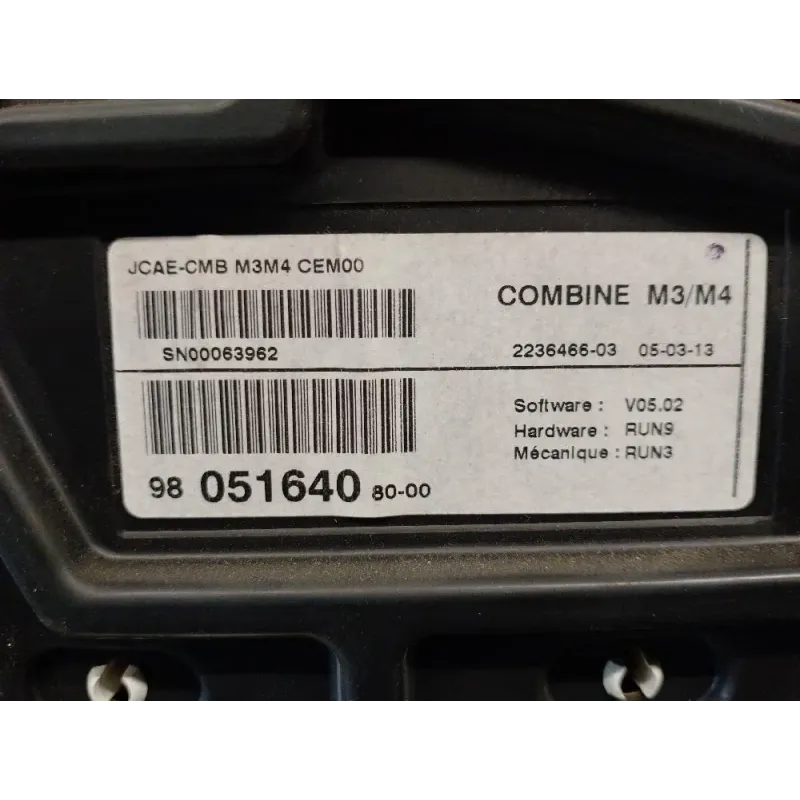 JCAE-CMB M3M4 CEM00
COMBINE M3/M4
SN00063962
2236466-03 05-03-13
Software : V05.02
Hardware : RUN9
Mécanique : RUN3
98 051640 80-00